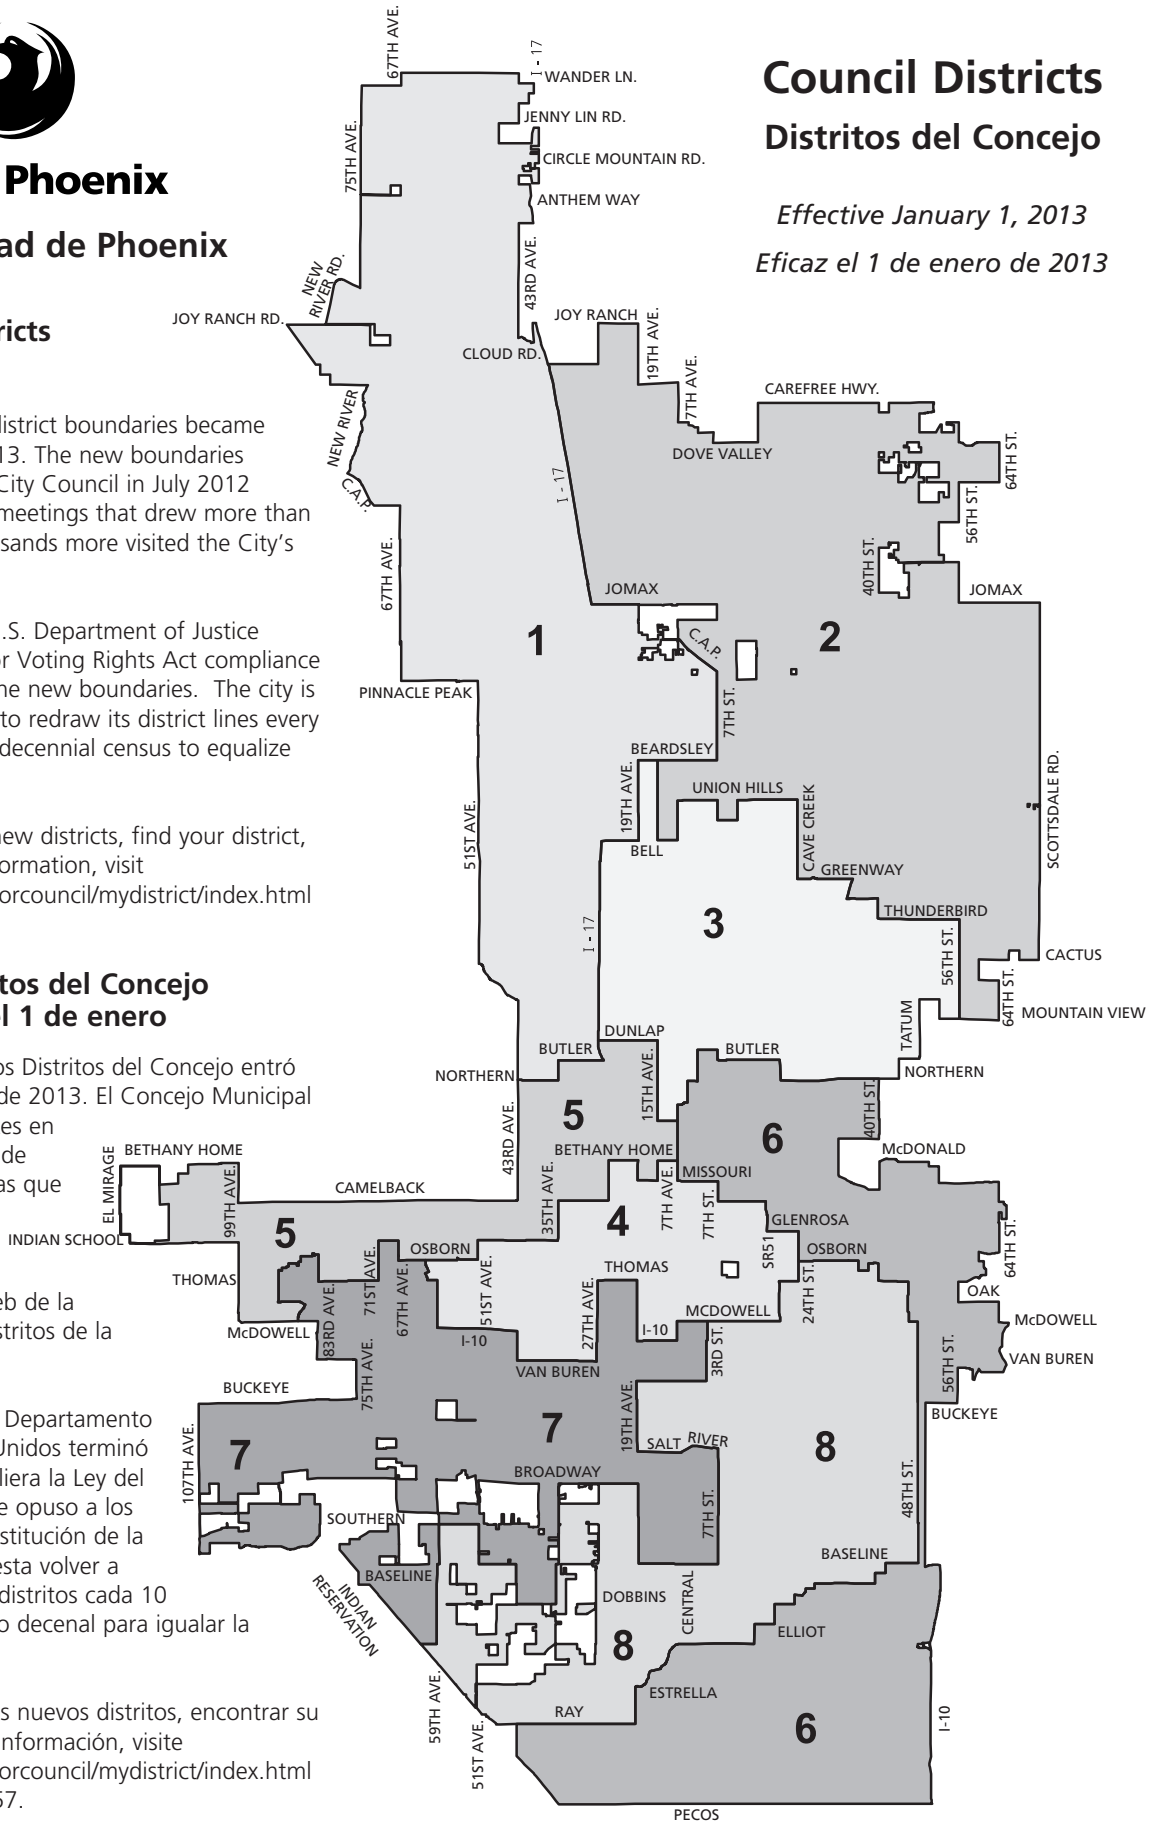 Phoenix
ad de Phoenix
ricts
district boundaries became
13. The new boundaries
City Council in July 2012
meetings that drew more than
sands more visited the City's
.S. Department of Justice
or Voting Rights Act compliance
he new boundaries. The city is
to redraw its district lines every
decennial census to equalize
new districts, find your district,
formation, visit
orcouncil/mydistrict/index.html
tos del Concejo
el 1 de enero
os Distritos del Concejo entró
de 2013. El Concejo Municipal
es en
de
as que
eb de la
stritos de la
Departamento
Unidos terminó
liera la Ley del
e opuso a los
stitución de la
esta volver a
distritos cada 10
o decenal para igualar la
s nuevos distritos, encontrar su
información, visite
orcouncil/mydistrict/index.html
57.
Council Districts
Distritos del Concejo
Effective January 1, 2013
Eficaz el 1 de enero de 2013
67TH AVE.
I - 17
WANDER LN.
JENNY LIN RD.
75TH AVE.
CIRCLE MOUNTAIN RD.
ANTHEM WAY
43RD AVE.
NEW
RIVER RD.
JOY RANCH RD.
JOY RANCH
19TH AVE.
CLOUD RD.
7TH AVE.
CAREFREE HWY.
NEW RIVER
DOVE VALLEY
64TH ST.
C.A.P.
I - 17
56TH ST.
67TH AVE.
40TH ST.
JOMAX
JOMAX
1
C.A.P.
2
PINNACLE PEAK
7TH ST.
BEARDSLEY
19TH AVE.
UNION HILLS
CAVE CREEK
SCOTTSDALE RD.
51ST AVE.
BELL
GREENWAY
3
THUNDERBIRD
I - 17
56TH ST.
CACTUS
64TH ST.
MOUNTAIN VIEW
TATUM
DUNLAP
BUTLER
BUTLER
NORTHERN
NORTHERN
15TH AVE.
43RD AVE.
5
6
40TH ST.
BETHANY HOME
BETHANY HOME
McDONALD
EL MIRAGE
99TH AVE.
CAMELBACK
35TH AVE.
7TH AVE.
MISSOURI
7TH ST.
4
GLENROSA
INDIAN SCHOOL
5
OSBORN
SR51
OSBORN
64TH ST.
THOMAS
71ST AVE.
67TH AVE.
51ST AVE.
THOMAS
24TH ST.
OAK
McDOWELL
83RD AVE.
I-10
27TH AVE.
I-10
MCDOWELL
3RD ST.
McDOWELL
75TH AVE.
VAN BUREN
56TH ST.
VAN BUREN
BUCKEYE
BUCKEYE
107TH AVE.
7
7
19TH AVE.
SALT RIVER
8
BROADWAY
48TH ST.
SOUTHERN
7TH ST.
BASELINE
BASELINE
INDIAN
RESERVATION
DOBBINS
CENTRAL
ELLIOT
8
59TH AVE.
ESTRELLA
RAY
51ST AVE.
6
I-10
PECOS